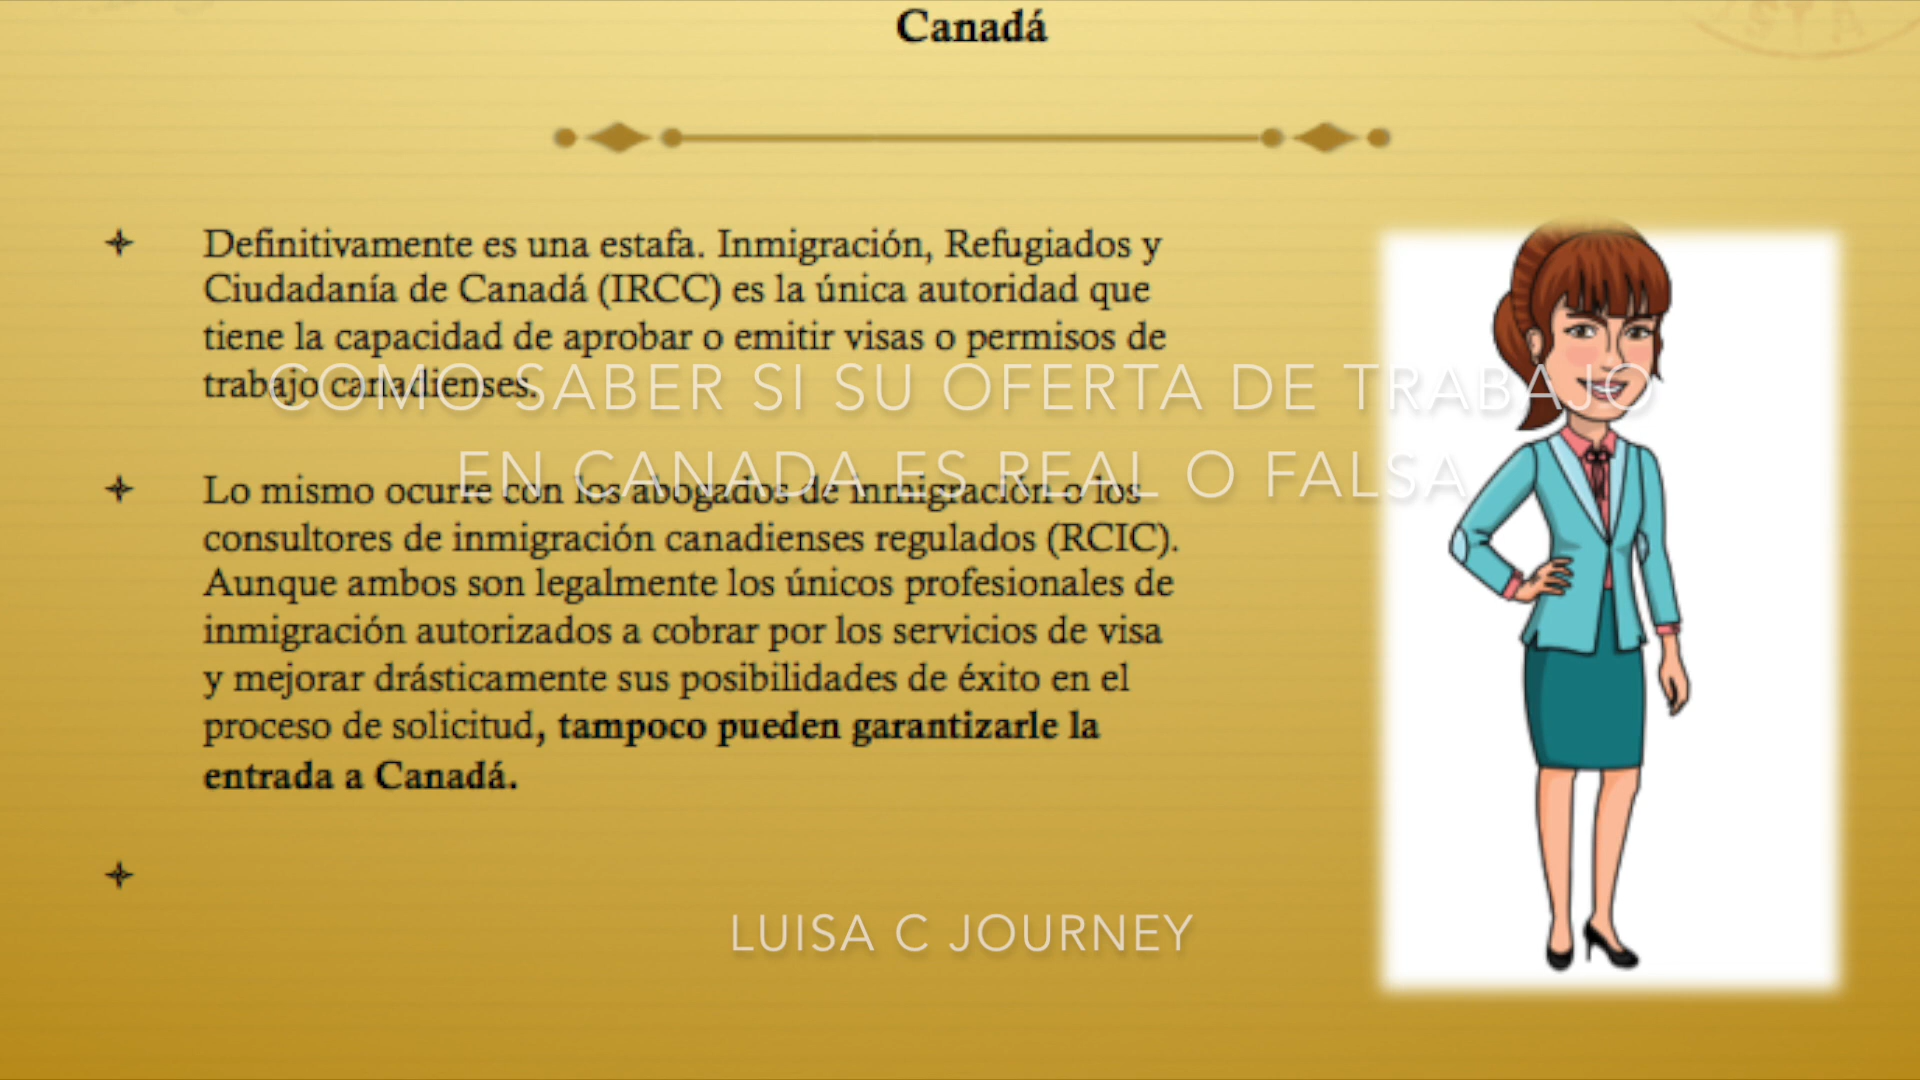 Canadá
Definitivamente es una estafa. Inmigración, Refugiados y
Ciudadanía de Canadá (IRCC) es la única autoridad que
tiene la capacidad de aprobar o emitir visas o permisos de
trabajo canadienses.
COMO SABER SI SU OFERTA DE TRABAJO
EN CANADA ES REAL O FALSA
Lo mismo ocurre con los abogados de inmigración o los
consultores de inmigración canadienses regulados (RCIC).
Aunque ambos son legalmente los únicos profesionales de
inmigración autorizados a cobrar por los servicios de visa
y mejorar drásticamente sus posibilidades de éxito en el
proceso de solicitud, tampoco pueden garantizarle la
entrada a Canadá.
LUISA C JOURNEY